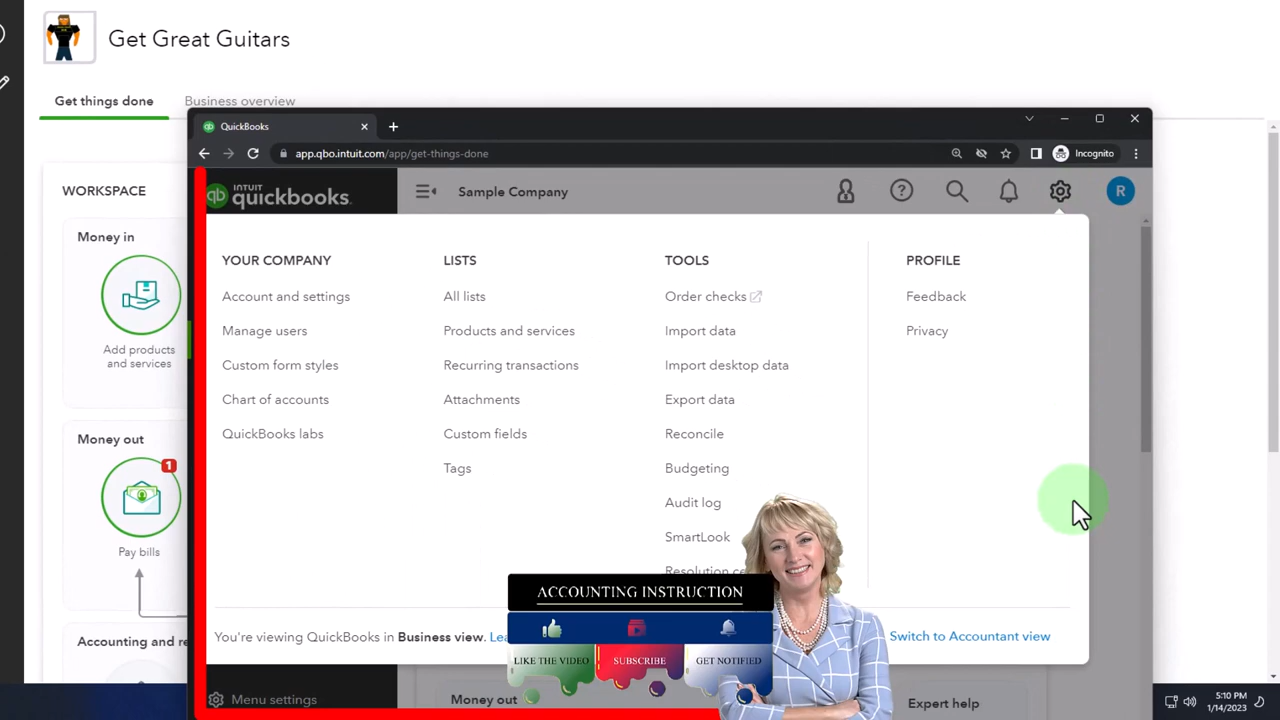 Get Great Guitars
Get things done
Business overview
WORKSPACE
Money in
Add products
and services
Money out
1
Pay bills
Accounting and re
QuickBooks
app.qbo.intuit.com/app/get-things-done
Incognito
INTUIT
quickbooks.
Sample Company
R
YOUR COMPANY
Account and settings
Manage users
Custom form styles
Chart of accounts
QuickBooks labs
LISTS
All lists
Products and services
Recurring transactions
Attachments
Custom fields
Tags
TOOLS
Order checks
Import data
Import desktop data
Export data
Reconcile
Budgeting
Audit log
SmartLook
Resolution ce
PROFILE
Feedback
Privacy
You're viewing QuickBooks in Business view. Lea
Switch to Accountant view
ACCOUNTING INSTRUCTION
LIKE THE VIDEO
SUBSCRIBE
GET NOTIFIED
Menu settings
Money out
Expert help
5:10 PM
1/14/2023